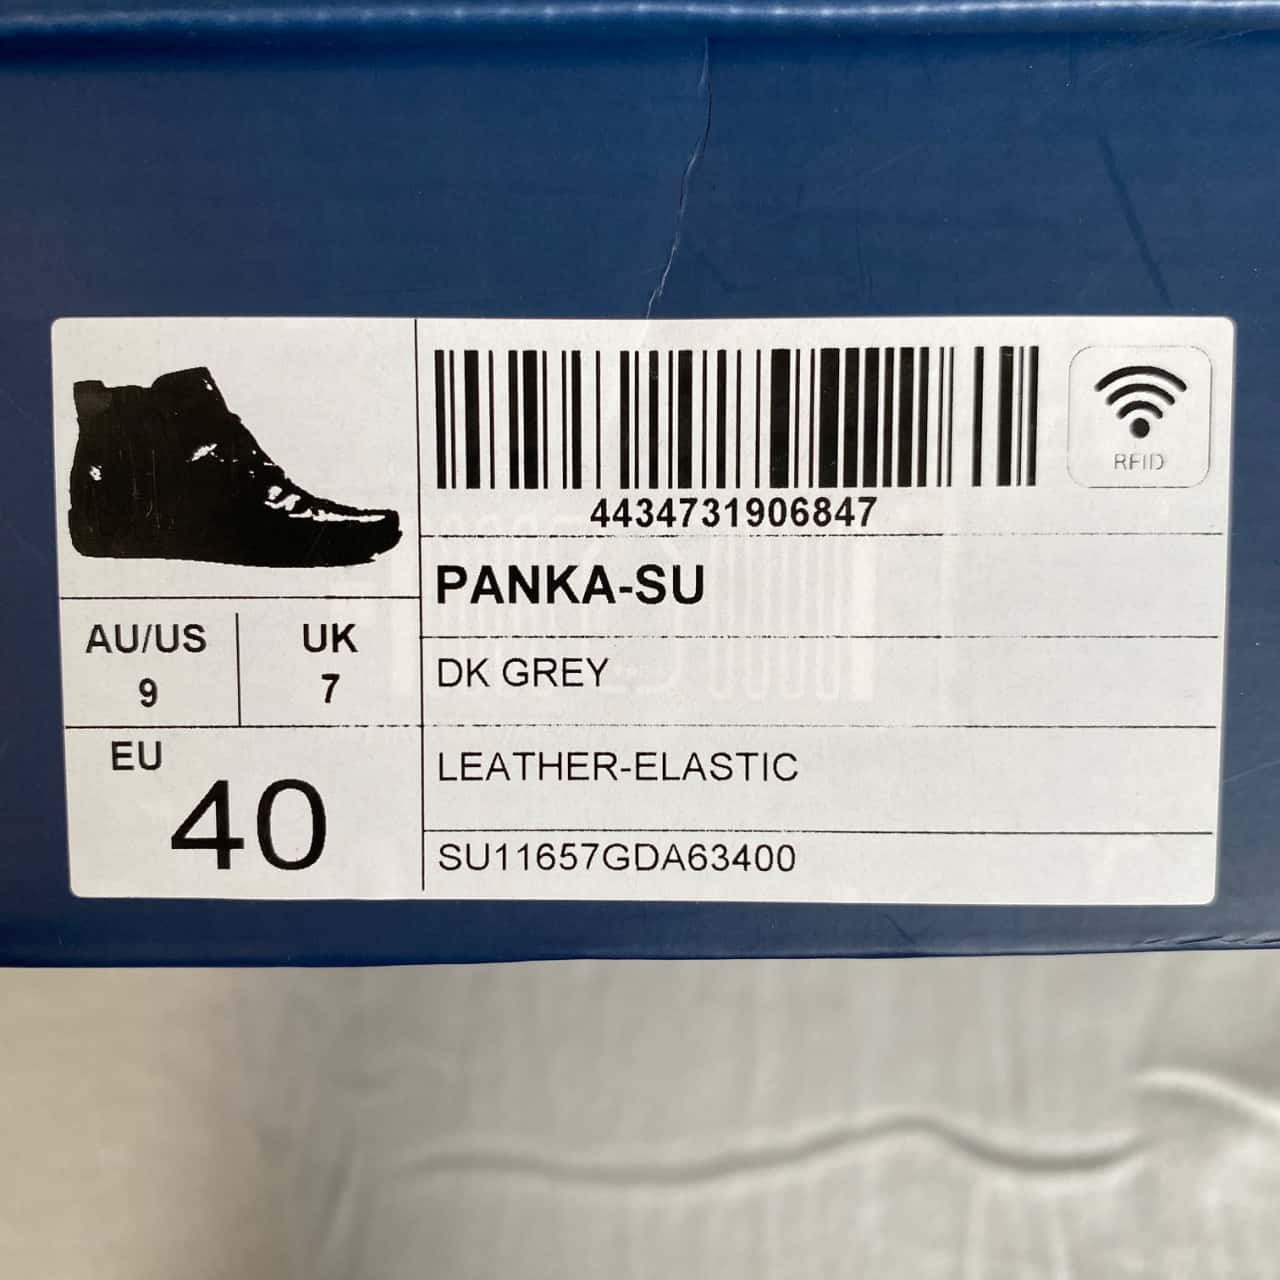 4434731906847
RFID
PANKA-SU
AU/US
9
UK
7
DK GREY
EU
40
LEATHER-ELASTIC
SU11657GDA63400